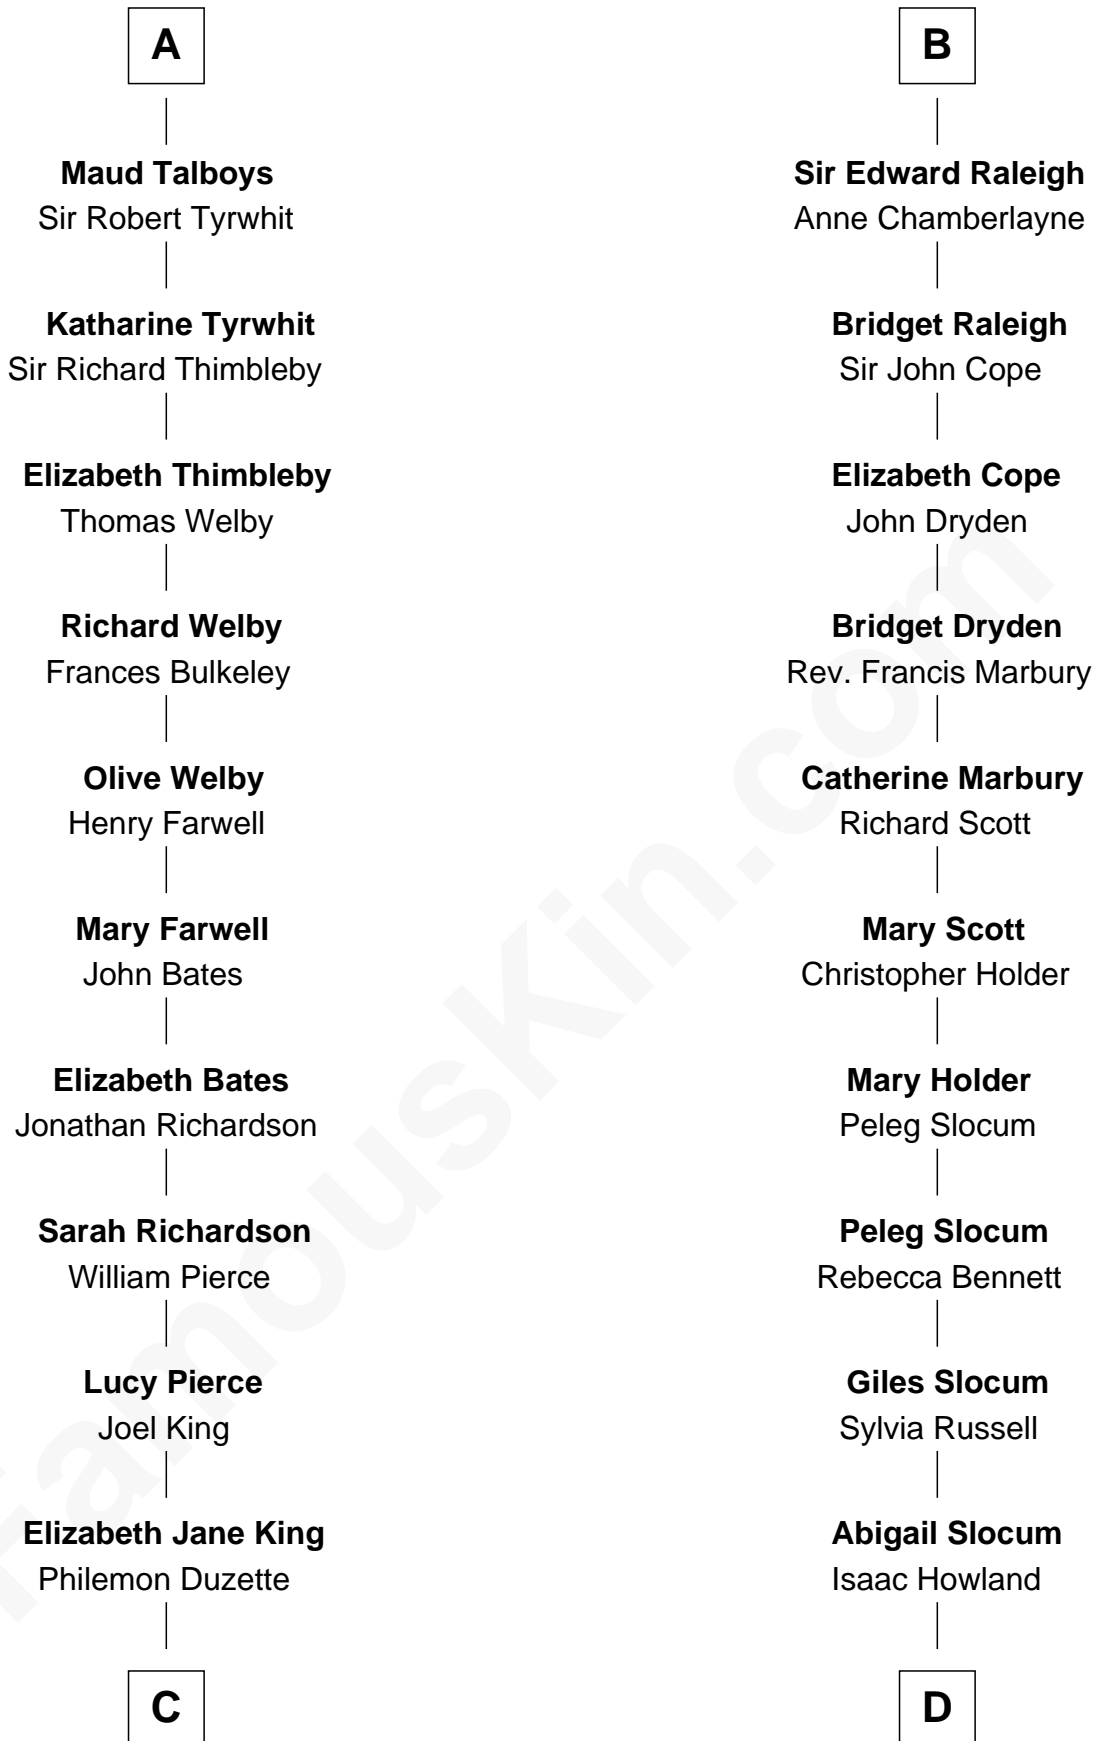 A
Maud Talboys
Sir Robert Tyrwhit
Katharine Tyrwhit
Sir Richard Thimbleby
Elizabeth Thimbleby
Thomas Welby
Richard Welby
Frances Bulkeley
Olive Welby
Henry Farwell
Mary Farwell
John Bates
Elizabeth Bates
Jonathan Richardson
Sarah Richardson
William Pierce
Lucy Pierce
Joel King
Elizabeth Jane King
Philemon Duzette
C
B
Sir Edward Raleigh
Anne Chamberlayne
Bridget Raleigh
Sir John Cope
Elizabeth Cope
John Dryden
Bridget Dryden
Rev. Francis Marbury
Catherine Marbury
Richard Scott
Mary Scott
Christopher Holder
Mary Holder
Peleg Slocum
Peleg Slocum
Rebecca Bennett
Giles Slocum
Sylvia Russell
Abigail Slocum
Isaac Howland
D
FamousKin.com